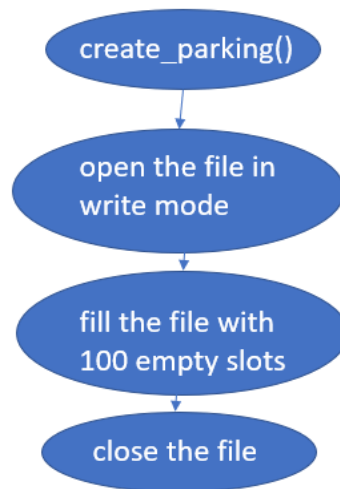 create_parking()
open the file in
write mode
fill the file with
100 empty slots
close the file